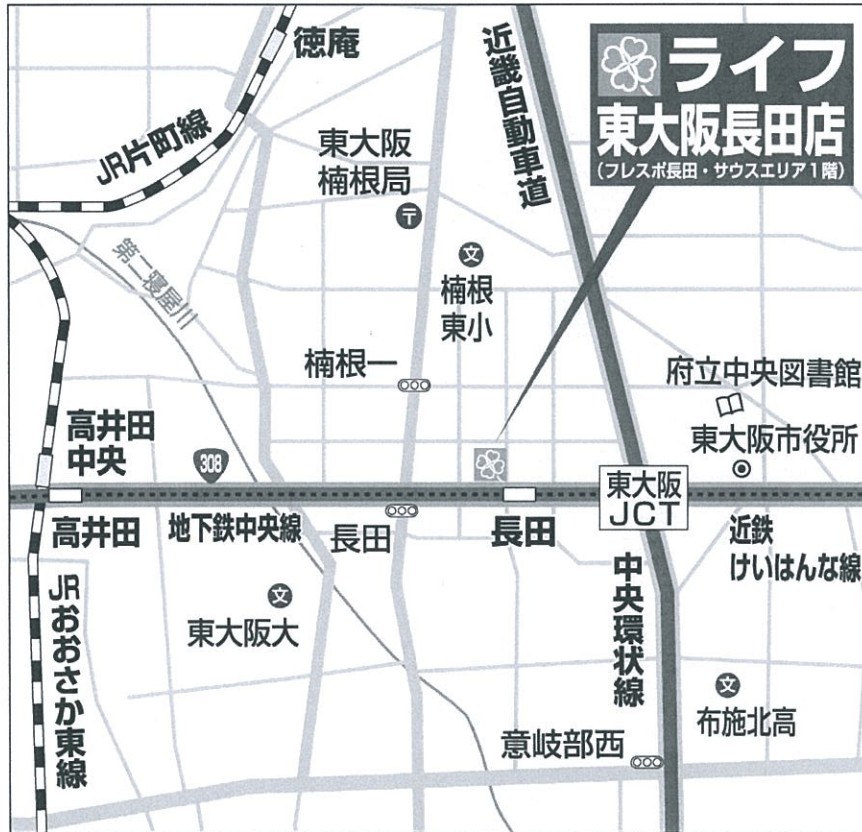 徳庵
近畿自動車道
ライフ
東大阪長田店
(フレスポ長田・サウスエリア1階)
JR片町線
東大阪
楠根局
〒
文
第二寝屋川
楠根
東小
楠根一
府立中央図書館
高井田
中央
308
東大阪市役所
東大阪
JCT
高井田
地下鉄中央線
長田
長田
近鉄
けいはんな線
JRおおさか東線
文
東大阪大
中央環状線
文
布施北高
意岐部西